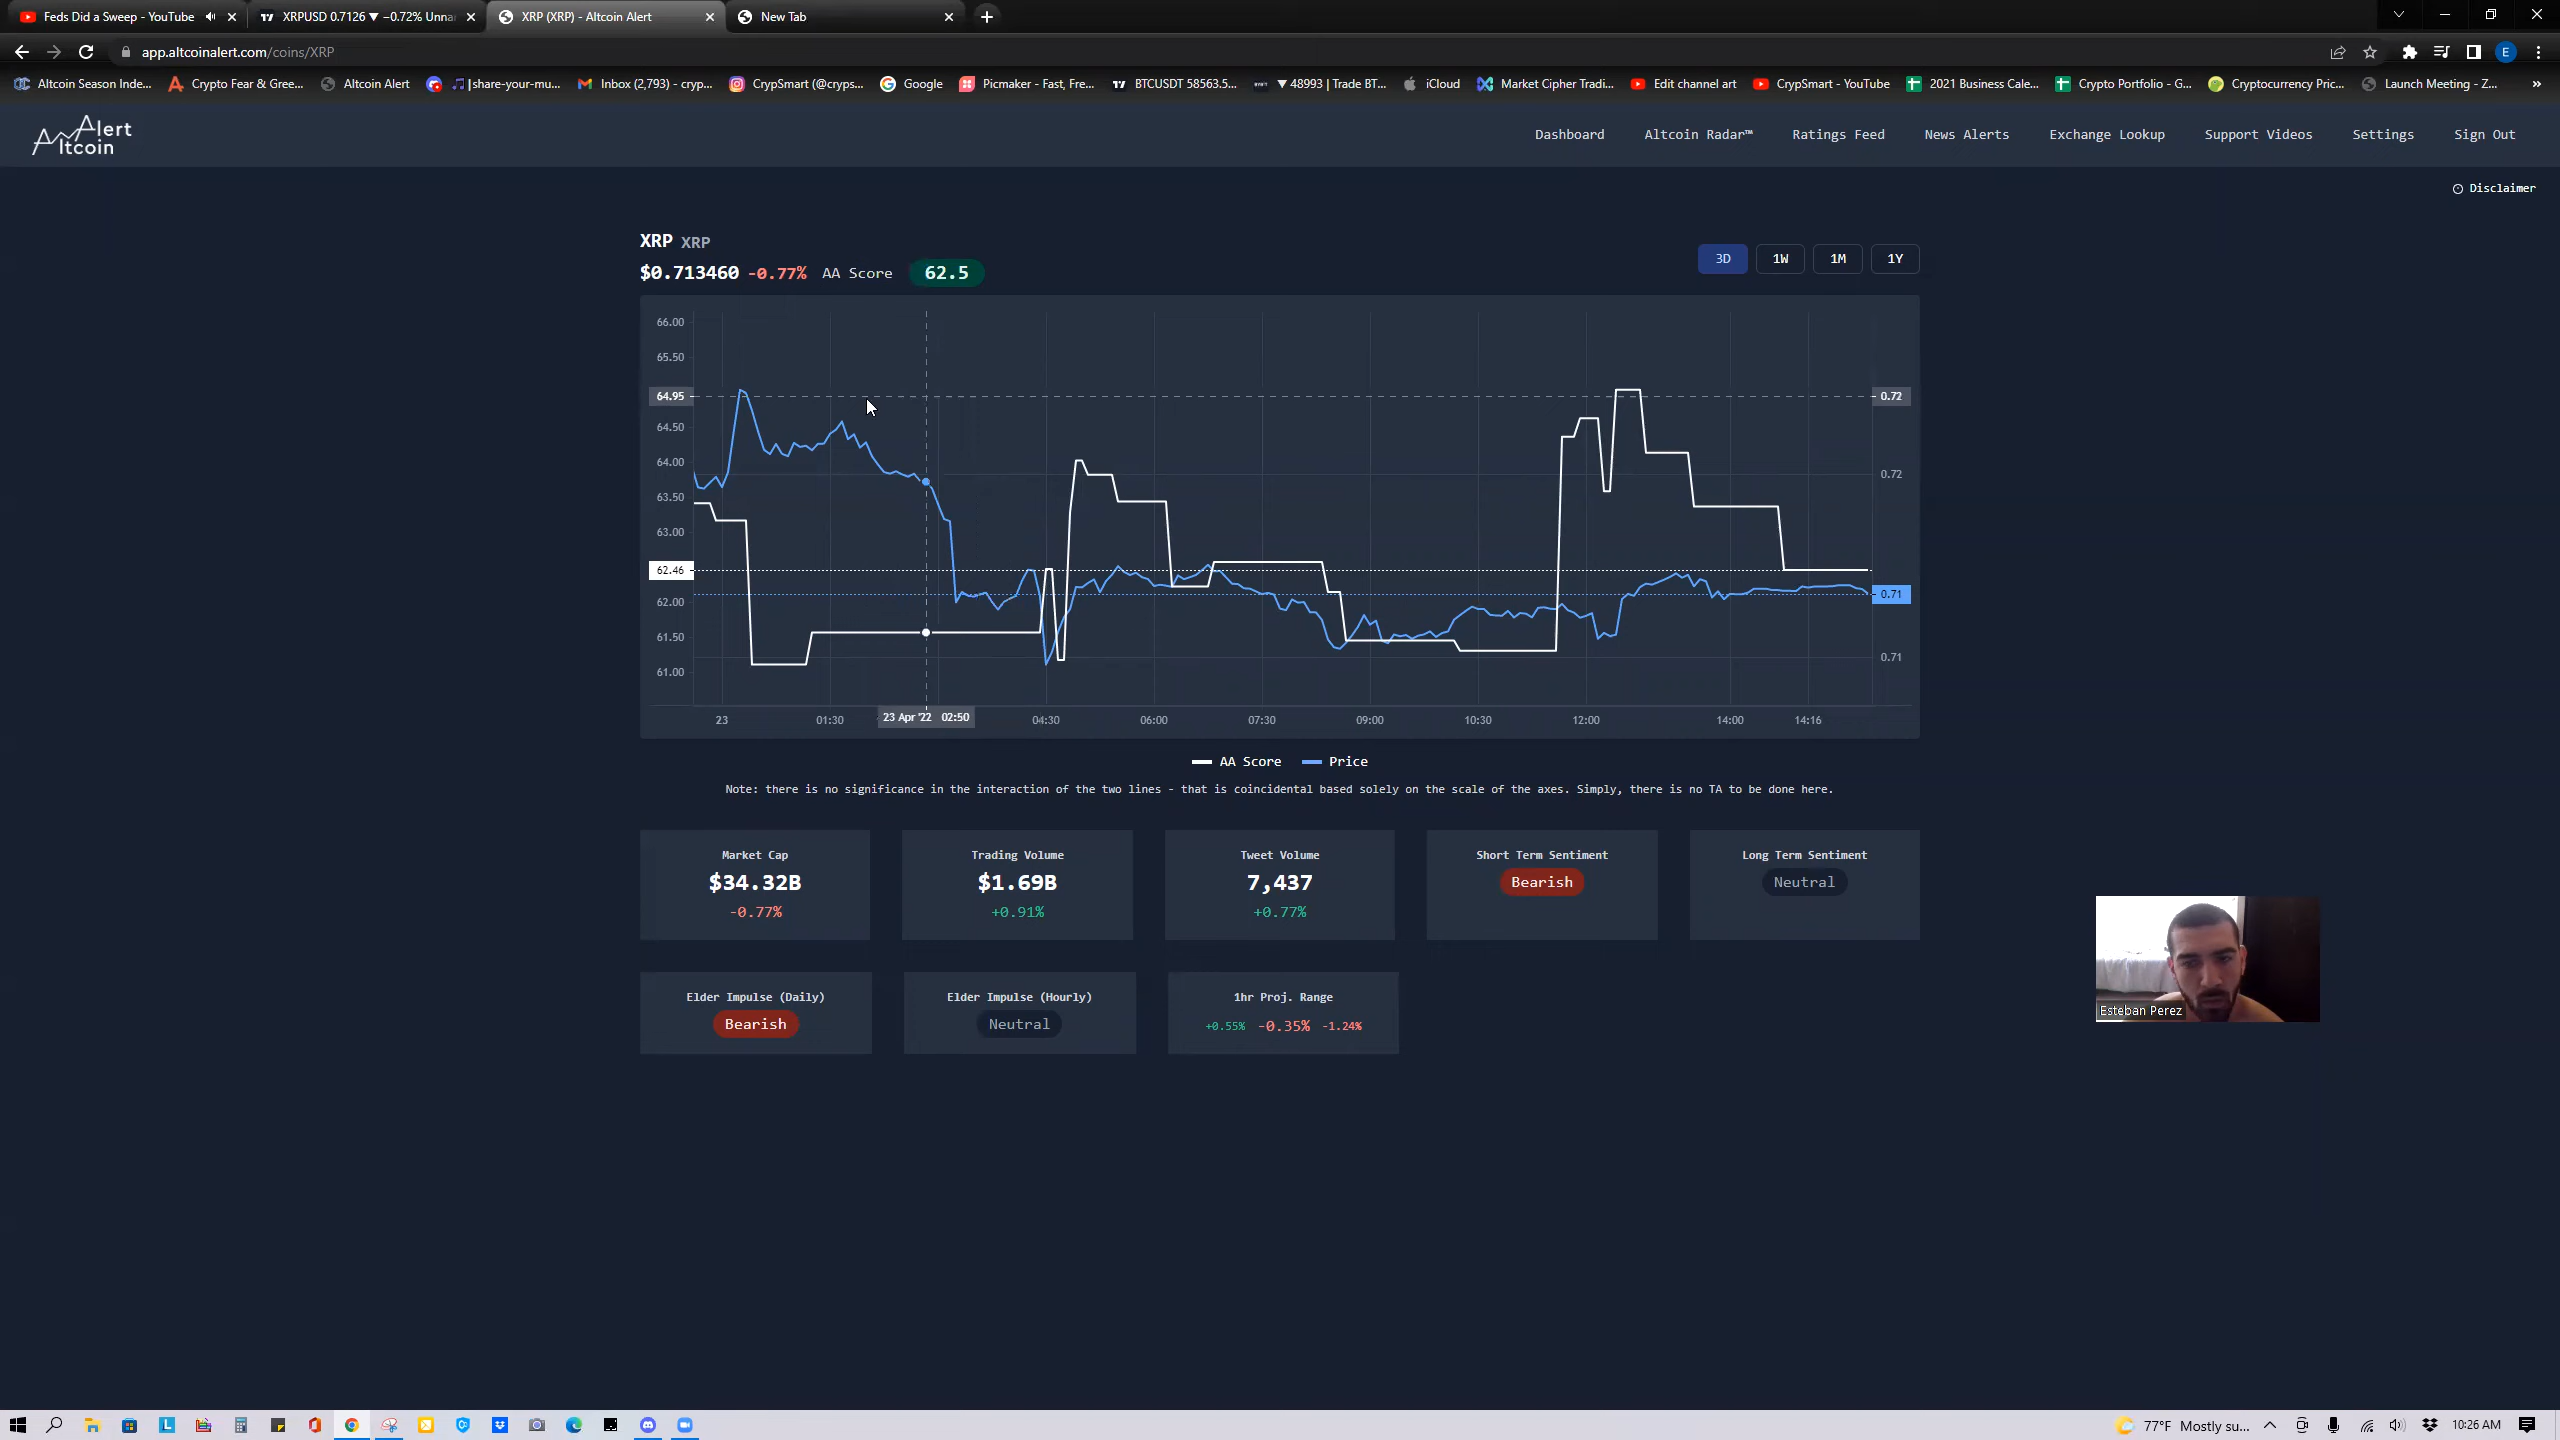 Feds Did a Sweep - YouTube
XRPUSD 0.7126 ▼ −0.72% Unna
XRP (XRP) - Altcoin Alert
New Tab
app.altcoinalert.com/coins/XRP
E
Altcoin Season Inde...
Crypto Fear & Gree...
Altcoin Alert
|share-your-mu...
Inbox (2,793) - cryp...
CrypSmart (@cryps...
Google
Picmaker - Fast, Fre...
BTCUSDT 58563.5...
▼ 48993 | Trade BT...
iCloud
Market Cipher Tradi...
Edit channel art
CrypSmart - YouTube
2021 Business Cale...
Crypto Portfolio - G...
Cryptocurrency Pric...
Launch Meeting - Z...
»
Alert
Altcoin
Dashboard
Altcoin Radar™
Ratings Feed
News Alerts
Exchange Lookup
Support Videos
Settings
Sign Out
Disclaimer
XRP XRP
$0.713460 -0.77% AA Score 62.5
3D 1W 1M 1Y
66.00
65.50
64.95 0.72
64.50
64.00
0.72
63.50
63.00
62.46
0.71
62.00
61.50
0.71
61.00
23 01:30 23 Apr '22 02:50 04:30 06:00 07:30 09:00 10:30 12:00 14:00 14:16
AA Score Price
Note: there is no significance in the interaction of the two lines - that is coincidental based solely on the scale of the axes. Simply, there is no TA to be done here.
Market Cap
$34.32B
-0.77%
Trading Volume
$1.69B
+0.91%
Tweet Volume
7,437
+0.77%
Short Term Sentiment
Bearish
Long Term Sentiment
Neutral
Elder Impulse (Daily)
Bearish
Elder Impulse (Hourly)
Neutral
1hr Proj. Range
+0.55% -0.35% -1.24%
Esteban Perez
77°F Mostly su...
10:26 AM